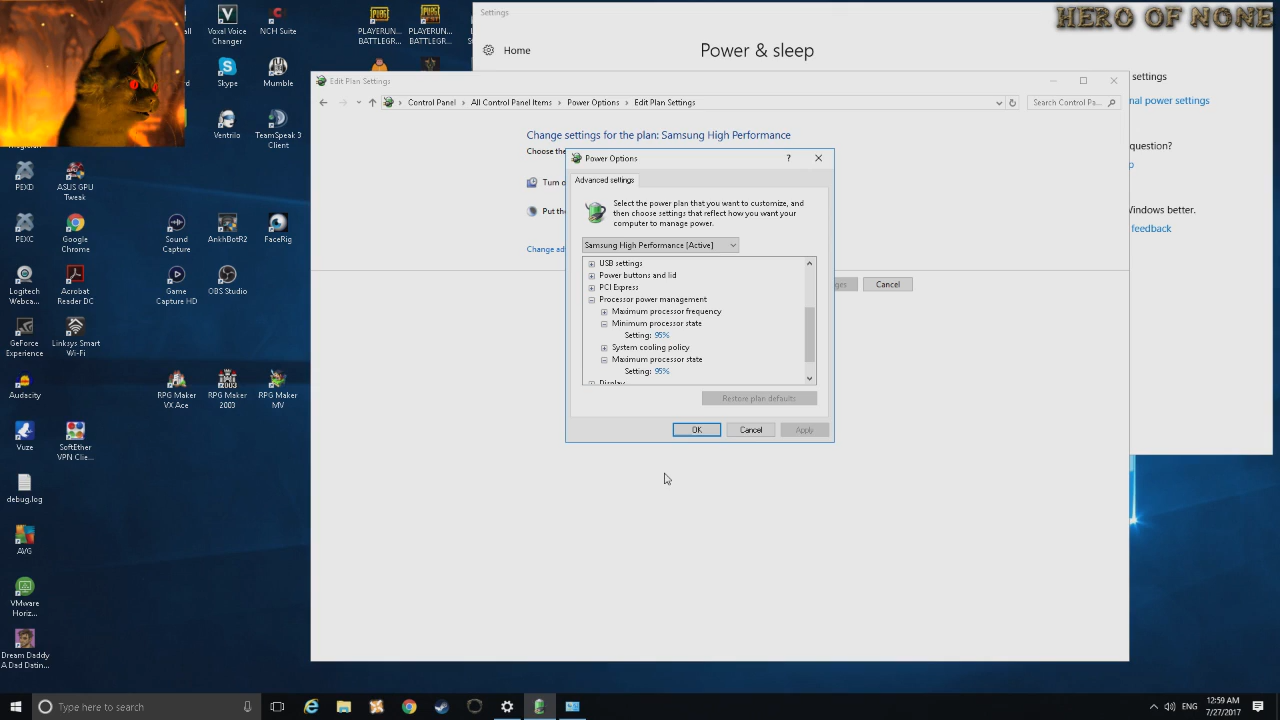 HERO OF NONE
Settings
Home
Power & sleep
settings
nal power settings
question?
Windows better.
feedback
Edit Plan Settings
Control Panel > All Control Panel Items > Power Options > Edit Plan Settings
Search Control Pa...
Change settings for the plan: Samsung High Performance
Choose the
Turn o
Put the
Change ad
ges
Cancel
Power Options
?
Advanced settings
Select the power plan that you want to customize, and
then choose settings that reflect how you want your
computer to manage power.
Samsung High Performance [Active]
USB settings
Power buttons and lid
PCI Express
Processor power management
Maximum processor frequency
Minimum processor state
Setting: 95%
System cooling policy
Maximum processor state
Setting: 95%
Display
Restore plan defaults
OK
Cancel
Apply
Voxal Voice
Changer
NCH Suite
PLAYERUN...
BATTLEGR...
PLAYERUN...
BATTLEGR...
Skype
Mumble
Ventrilo
TeamSpeak 3
Client
PEXD
ASUS GPU
Tweak
PEXC
Google
Chrome
Sound
Capture
AnkhBotR2
FaceRig
Logitech
Webca...
Acrobat
Reader DC
Game
Capture HD
OBS Studio
GeForce
Experience
Linksys Smart
Wi-Fi
Audacity
RPG Maker
VX Ace
RPG Maker
2003
RPG Maker
MV
Vuze
SoftEther
VPN Clie...
debug.log
AVG
VMware
Horiz...
Dream Daddy
A Dad Datin...
Type here to search
ENG
12:59 AM
7/27/2017